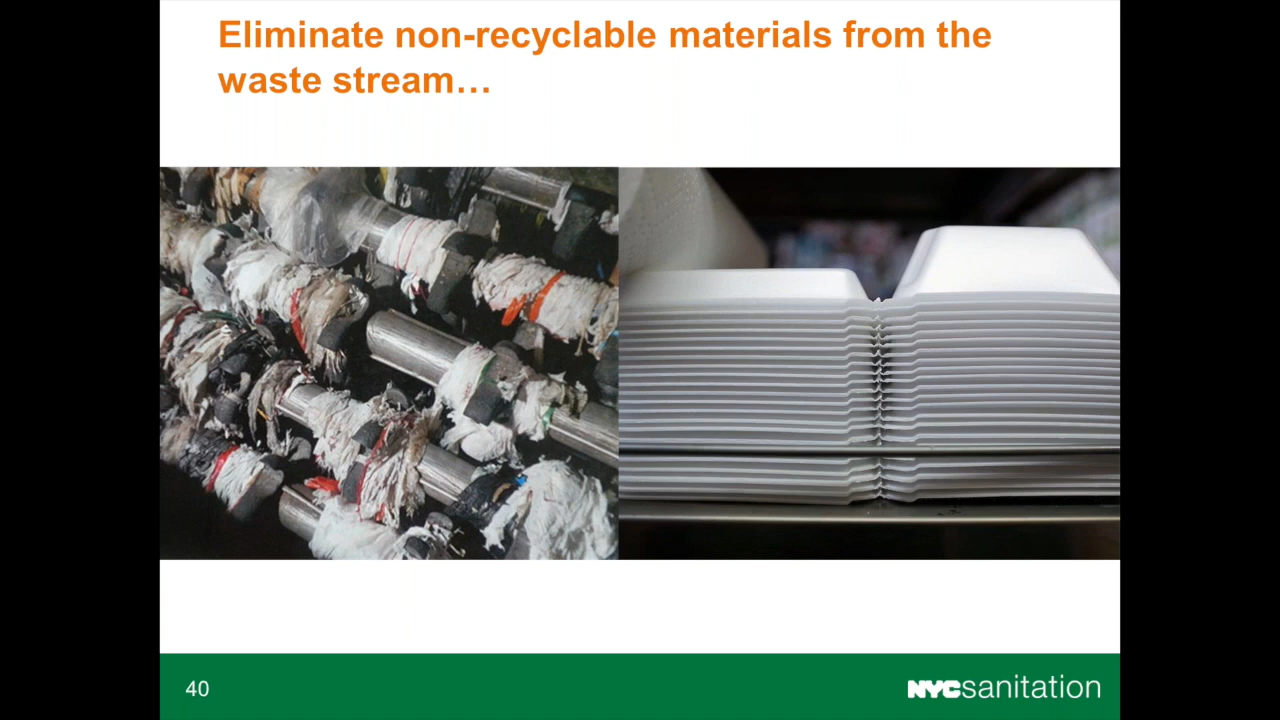 Eliminate non-recyclable materials from the
waste stream…
40
NYCsanitation